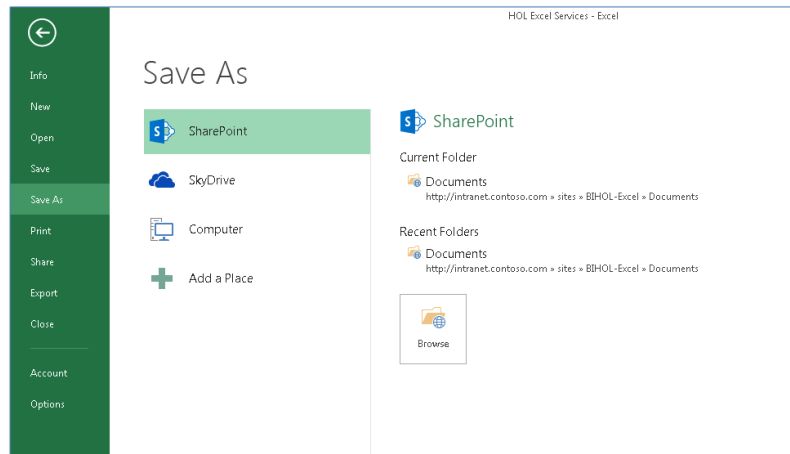 HOL Excel Services - Excel
Info
New
Open
Save
Save As
Print
Share
Export
Close
Account
Options
Save As
SharePoint
SkyDrive
Computer
Add a Place
SharePoint
Current Folder
Documents
http://intranet.contoso.com » sites » BIHOL-Excel » Documents
Recent Folders
Documents
http://intranet.contoso.com » sites » BIHOL-Excel » Documents
Browse